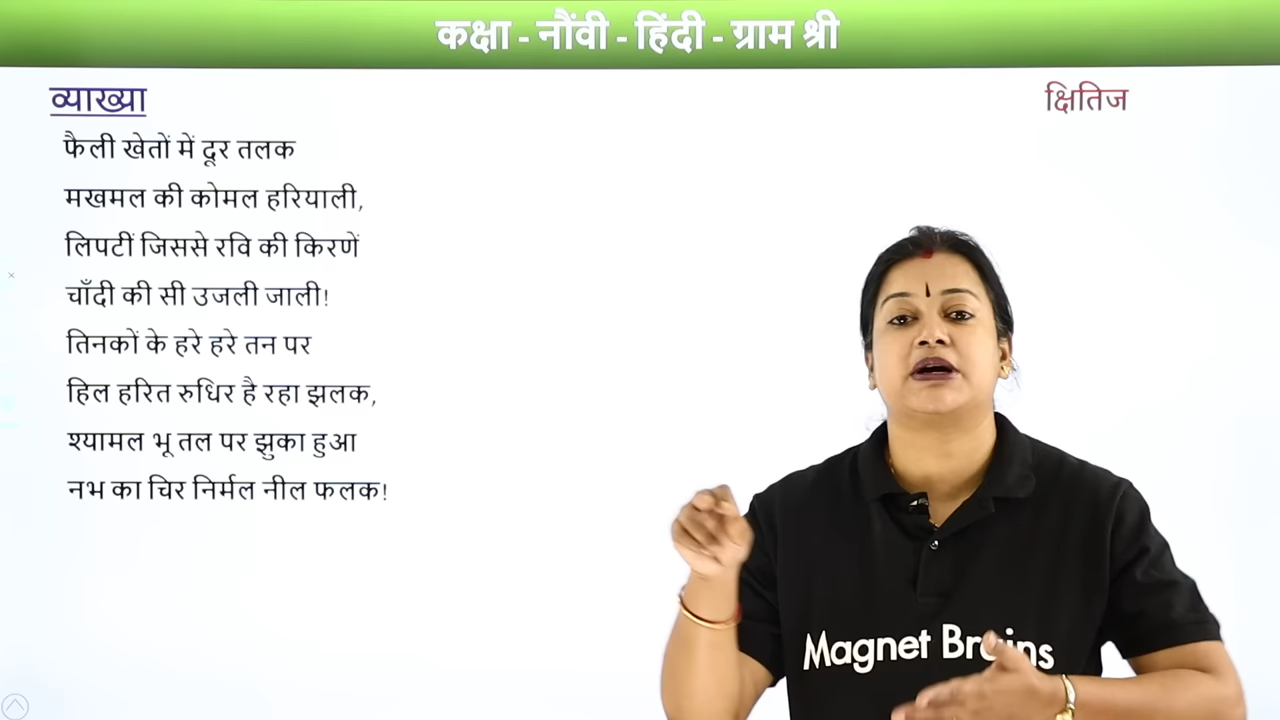 कक्षा - नौंवी - हिंदी - ग्राम श्री
व्याख्या
क्षितिज
फैली खेतों में दूर तलक
मखमल की कोमल हरियाली,
लिपटीं जिससे रवि की किरणें
चाँदी की सी उजली जाली!
तिनकों के हरे हरे तन पर
हिल हरित रुधिर है रहा झलक,
श्यामल भू तल पर झुका हुआ
नभ का चिर निर्मल नील फलक!
Magnet Brains